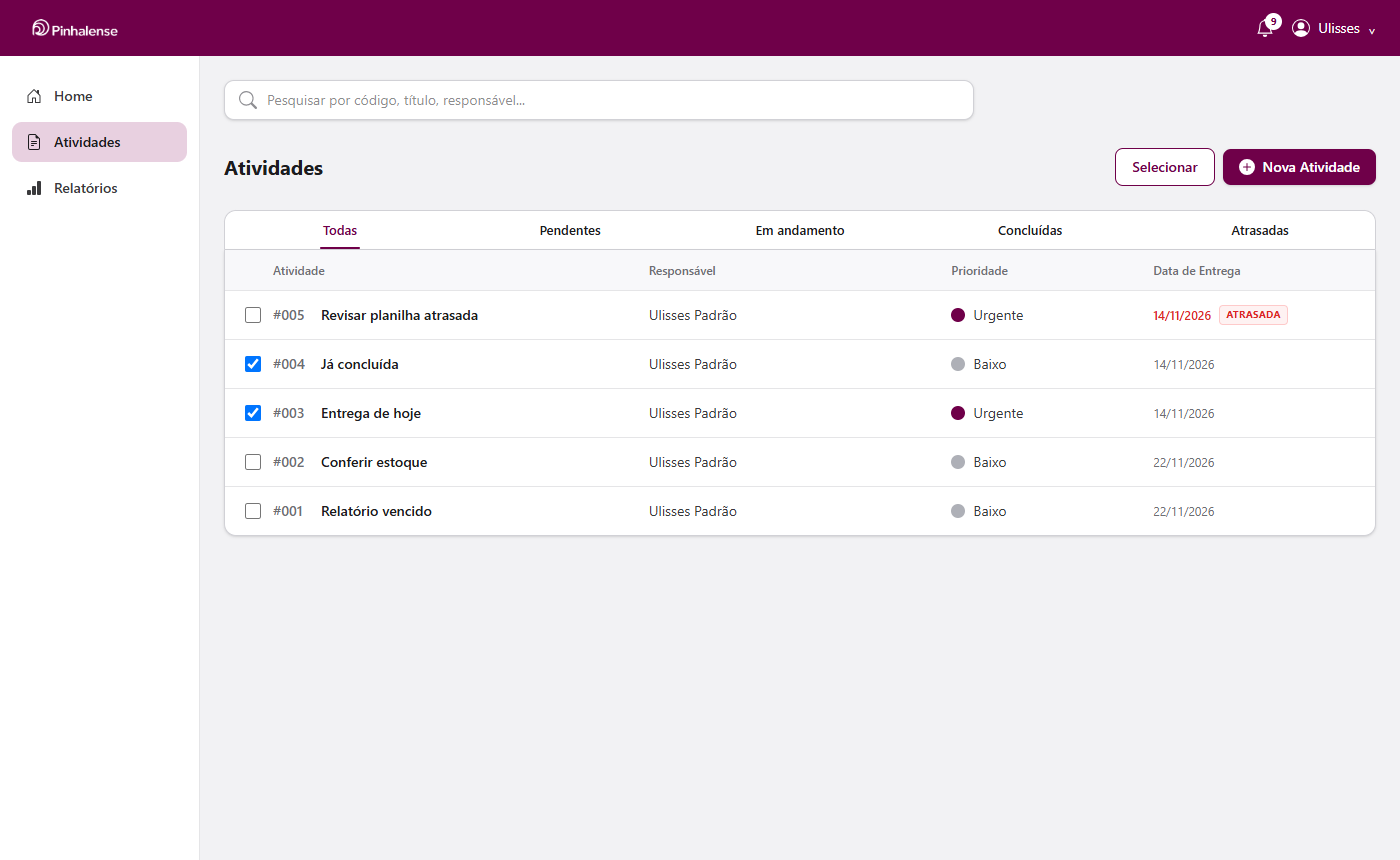 Pinhalense
9
Ulisses
Home
Atividades
Relatórios
Pesquisar por código, título, responsável...
Atividades
Selecionar
Nova Atividade
Todas Pendentes Em andamento Concluídas Atrasadas
Atividade Responsável Prioridade Data de Entrega
#005 Revisar planilha atrasada Ulisses Padrão Urgente 14/11/2026 ATRASADA
#004 Já concluída Ulisses Padrão Baixo 14/11/2026
#003 Entrega de hoje Ulisses Padrão Urgente 14/11/2026
#002 Conferir estoque Ulisses Padrão Baixo 22/11/2026
#001 Relatório vencido Ulisses Padrão Baixo 22/11/2026